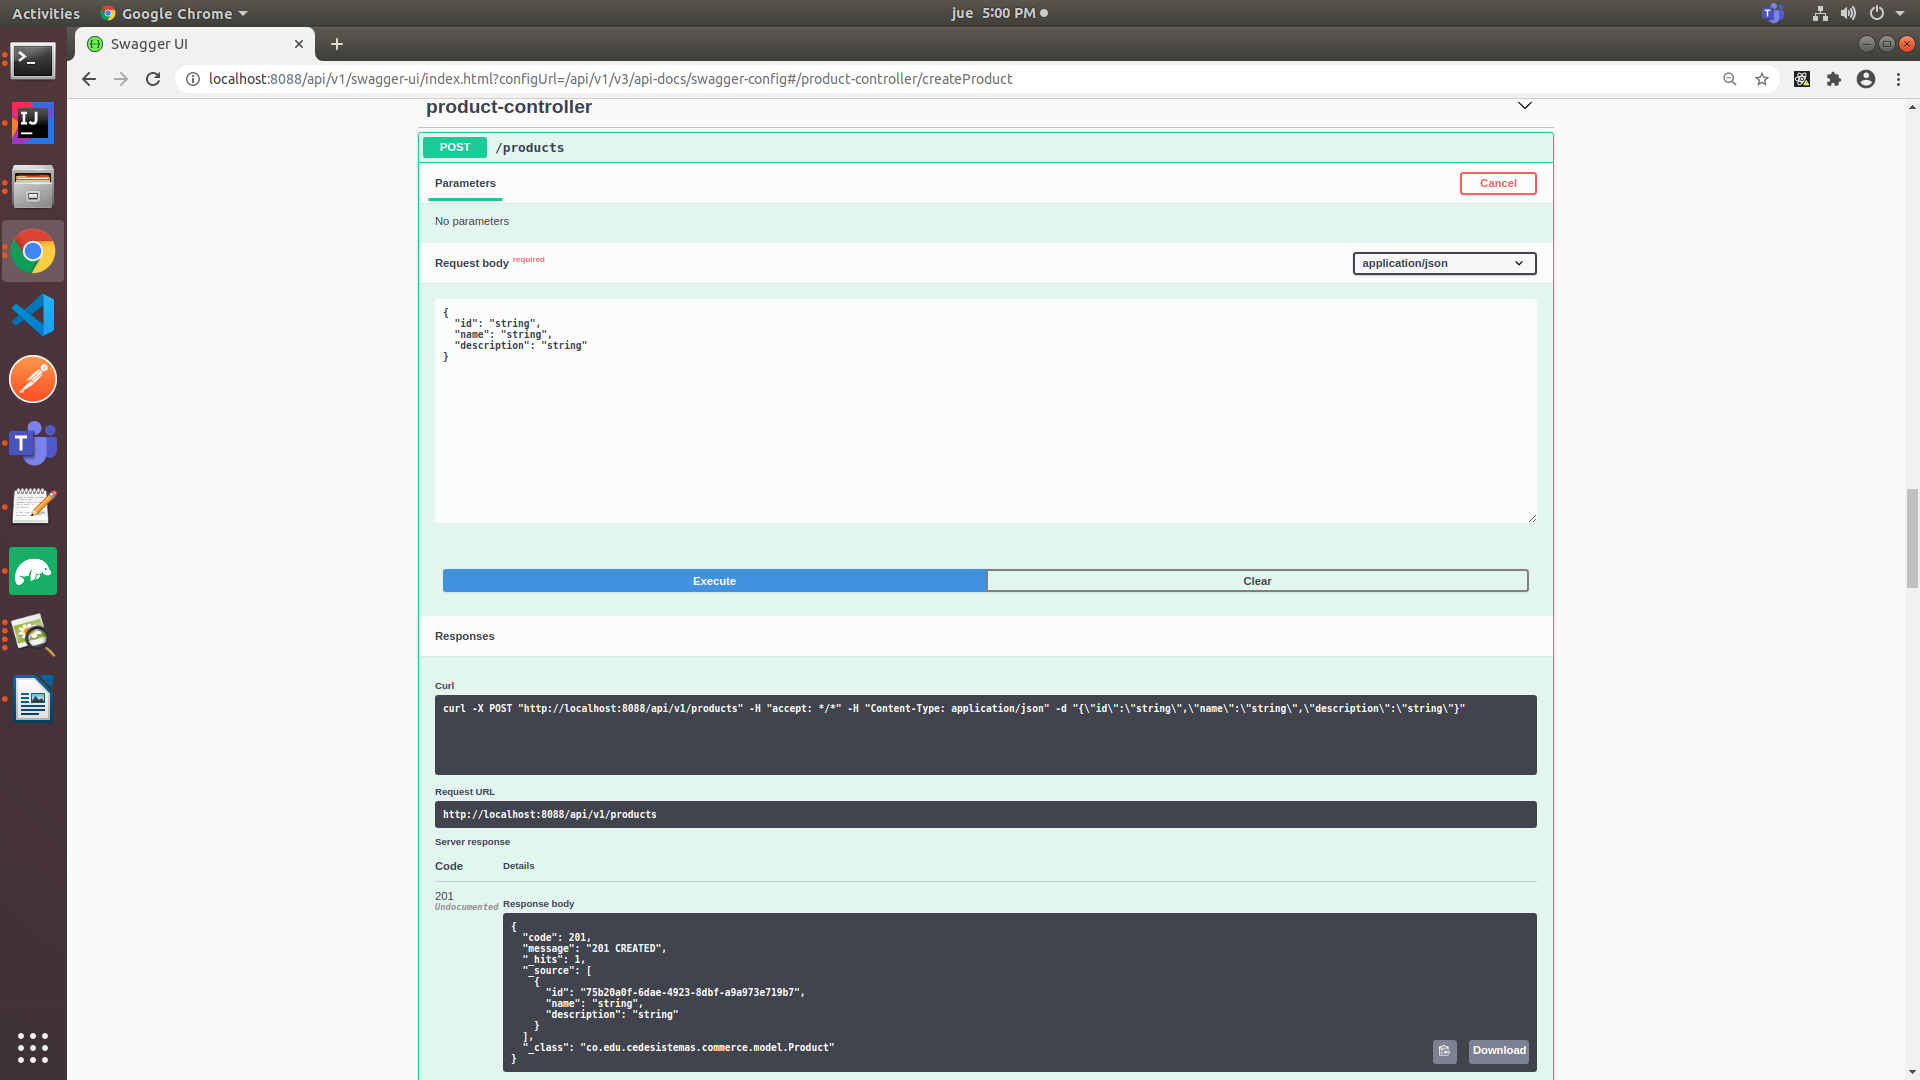 Activities
Google Chrome
jue 5:00 PM
Swagger UI
localhost:8088/api/v1/swagger-ui/index.html?configUrl=/api/v1/v3/api-docs/swagger-config#/product-controller/createProduct
product-controller
POST /products
Parameters
Cancel
No parameters
Request body required
application/json
{
  "id": "string",
  "name": "string",
  "description": "string"
}
Execute
Clear
Responses
Curl
curl -X POST "http://localhost:8088/api/v1/products" -H "accept: */*" -H "Content-Type: application/json" -d "{\"id\":\"string\",\"name\":\"string\",\"description\":\"string\"}"
Request URL
http://localhost:8088/api/v1/products
Server response
Code Details
201
Undocumented
Response body
{
  "code": 201,
  "message": "201 CREATED",
  "_hits": 1,
  "_source": [
    {
      "id": "75b20a0f-6dae-4923-8dbf-a9a973e719b7",
      "name": "string",
      "description": "string"
    }
  ],
  "_class": "co.edu.cedesistemas.commerce.model.Product"
}
Download